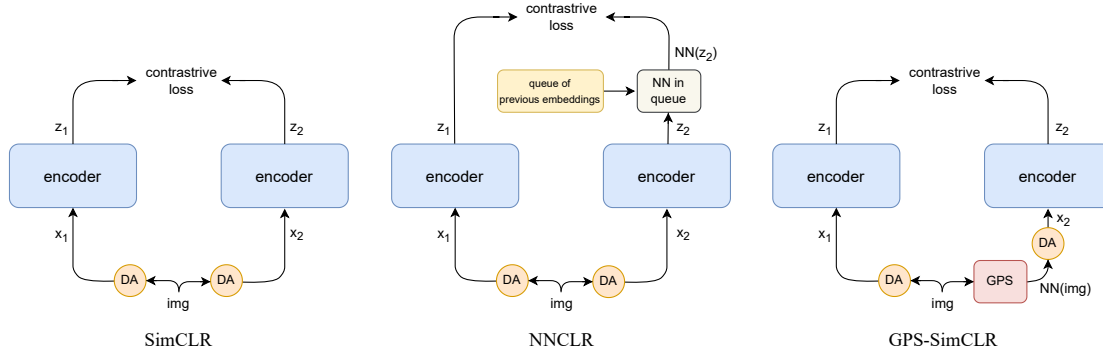 contrastrive
loss
z1
z2
encoder
encoder
x1
x2
DA
DA
img
SimCLR
contrastrive
loss
NN(z2)
queue of
previous embeddings
NN in
queue
z1
z2
encoder
encoder
x1
x2
DA
DA
img
NNCLR
contrastrive
loss
z1
z2
encoder
encoder
x1
x2
DA
DA
GPS
img
NN(img)
GPS-SimCLR